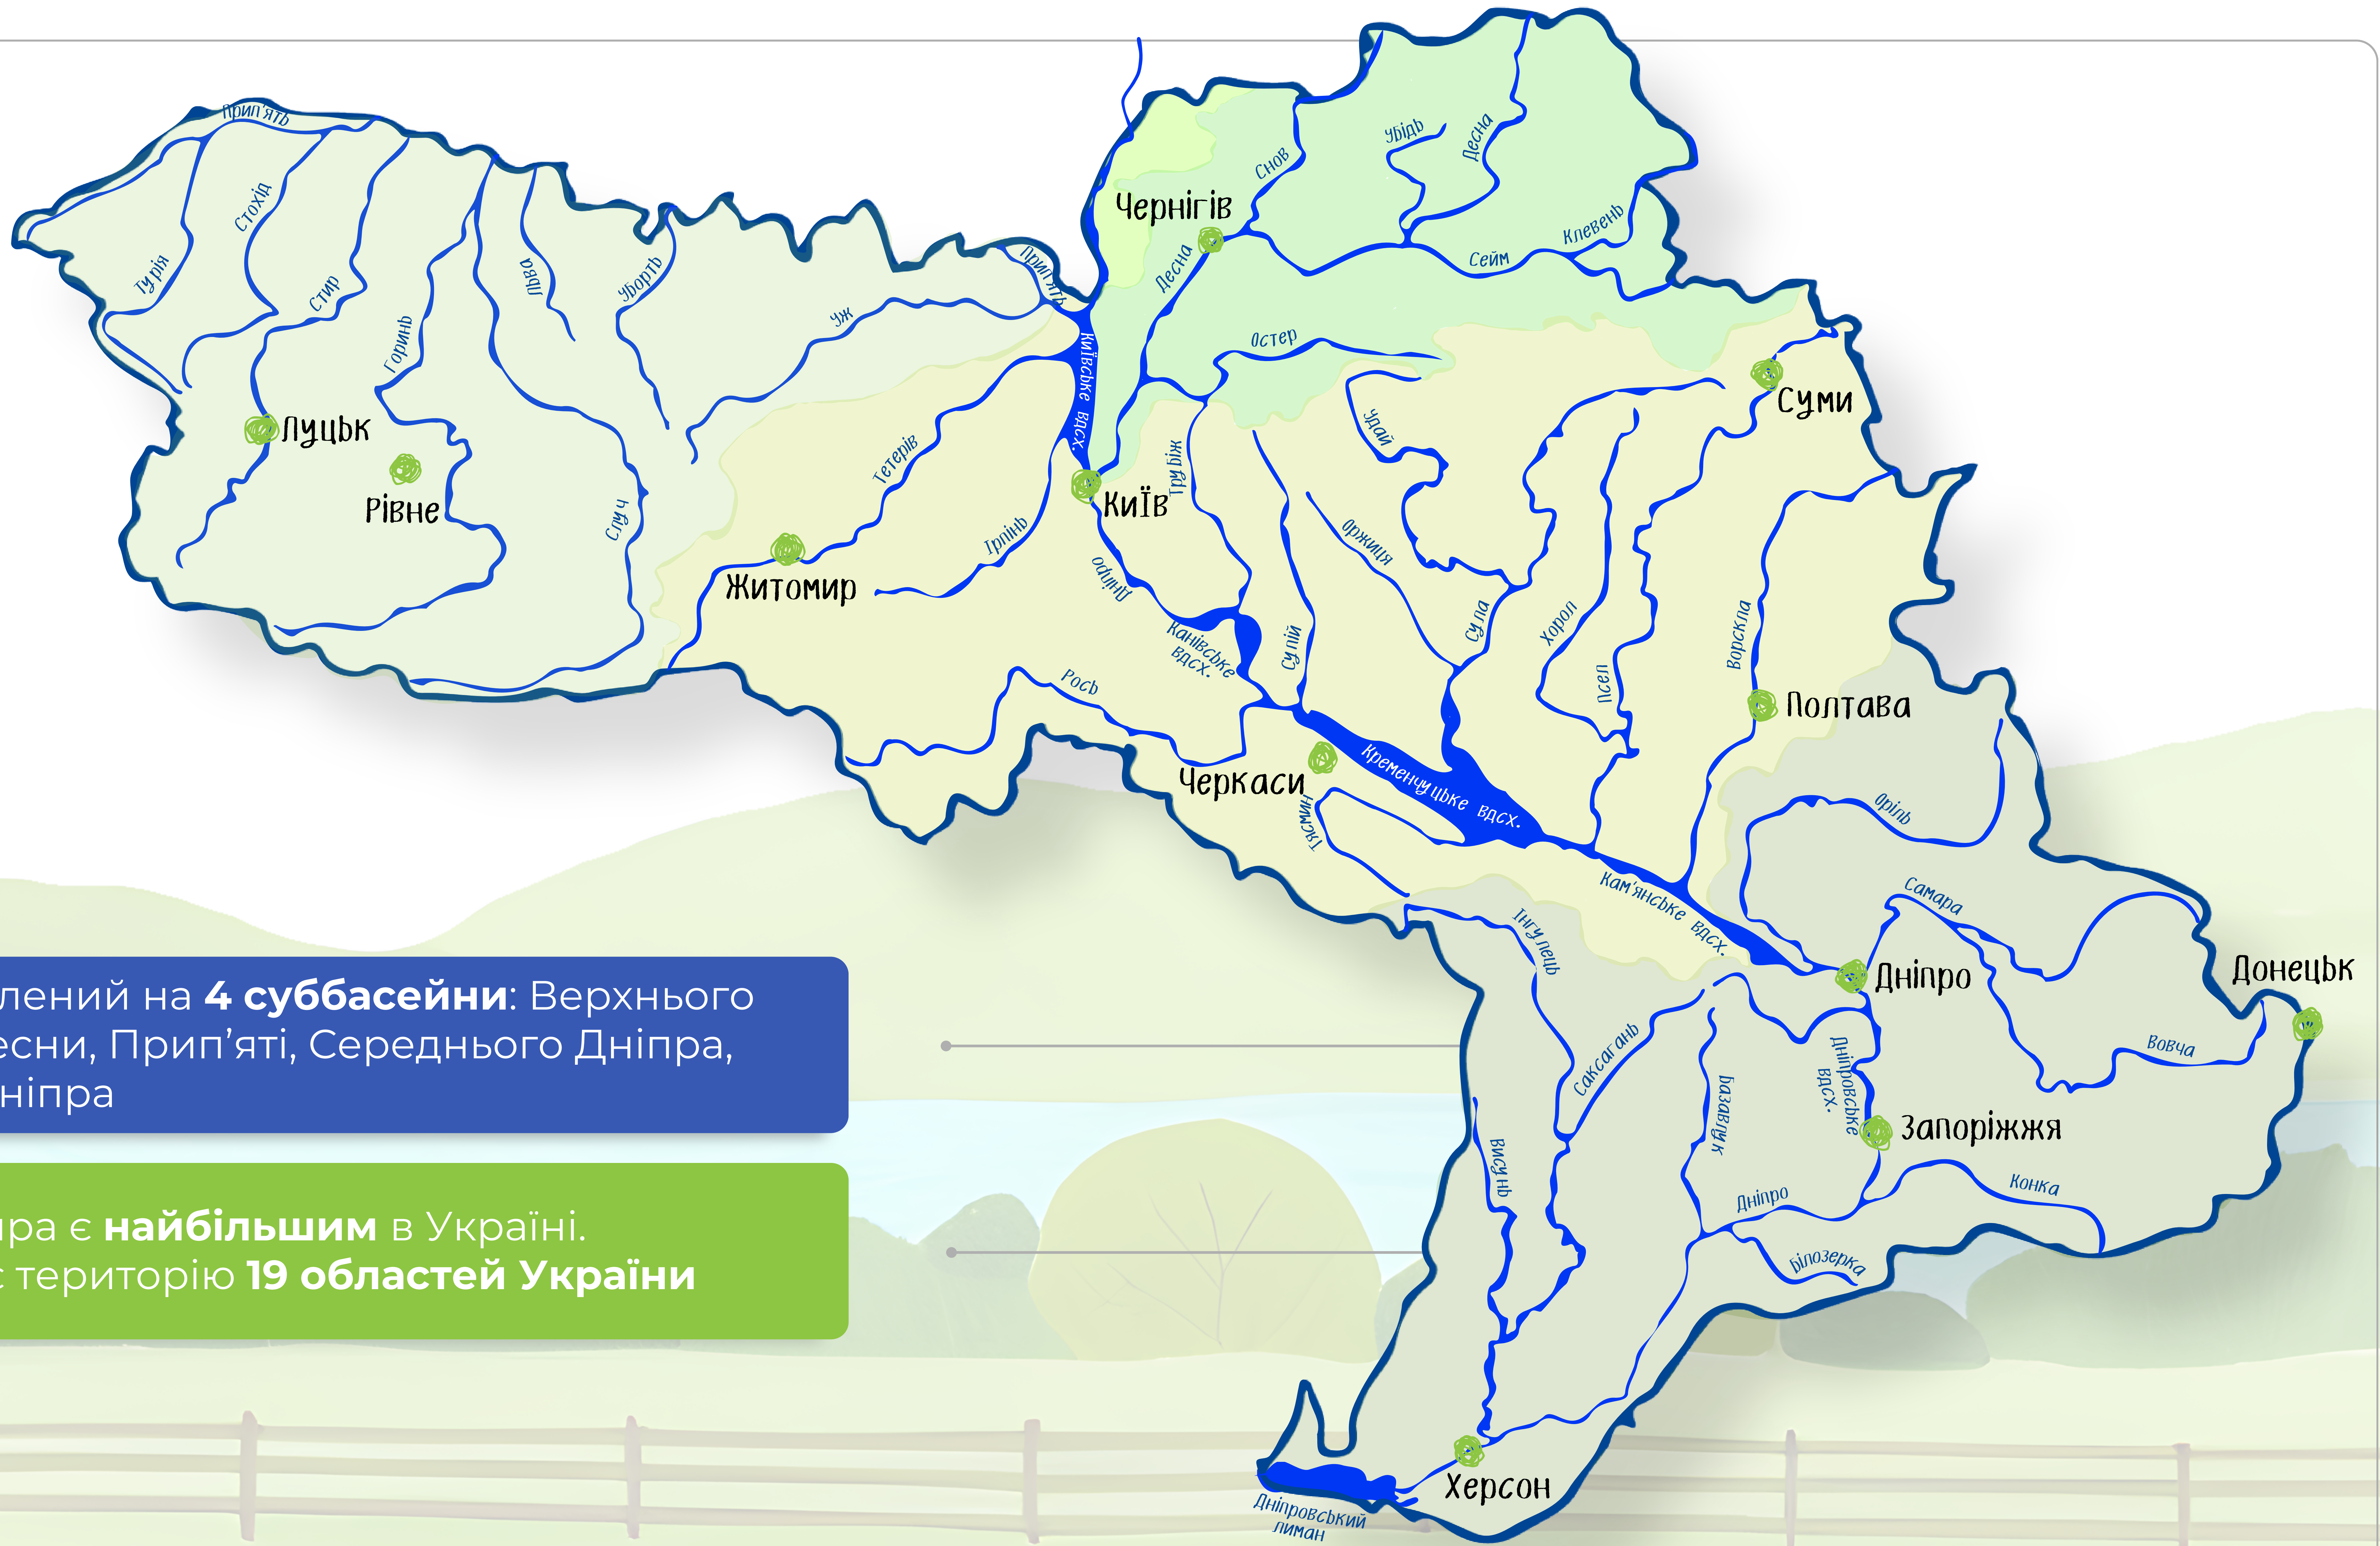 Прип'ять
Турія
Стохід
Стир
Горинь
Льва
Уборть
Уж
Прип'ять
Случ
Луцьк
Рівне
Житомир
Тетерів
Ірпінь
Київське вдсх.
Київ
Чернігів
Десна
Снов
Убідь
Десна
Клевень
Сейм
Остер
Суми
Трубіж
Удай
Оржиця
Дніпро
Канівське
вдсх.
Супій
Сула
Хорол
Псел
Ворскла
Полтава
Рось
Черкаси
Кременчуцьке вдсх.
Тясмин
Кам'янське вдсх.
Оріль
Самара
Інгулець
Дніпро
Донецьк
Вовча
Саксагань
Базавлук
Дніпровське
вдсх.
Запоріжжя
Висунь
Дніпро
Конка
Білозерка
Херсон
Дніпровський
лиман
лений на 4 суббасейни: Верхнього
есни, Прип’яті, Середнього Дніпра,
ніпра
пра є найбільшим в Україні.
є територію 19 областей України